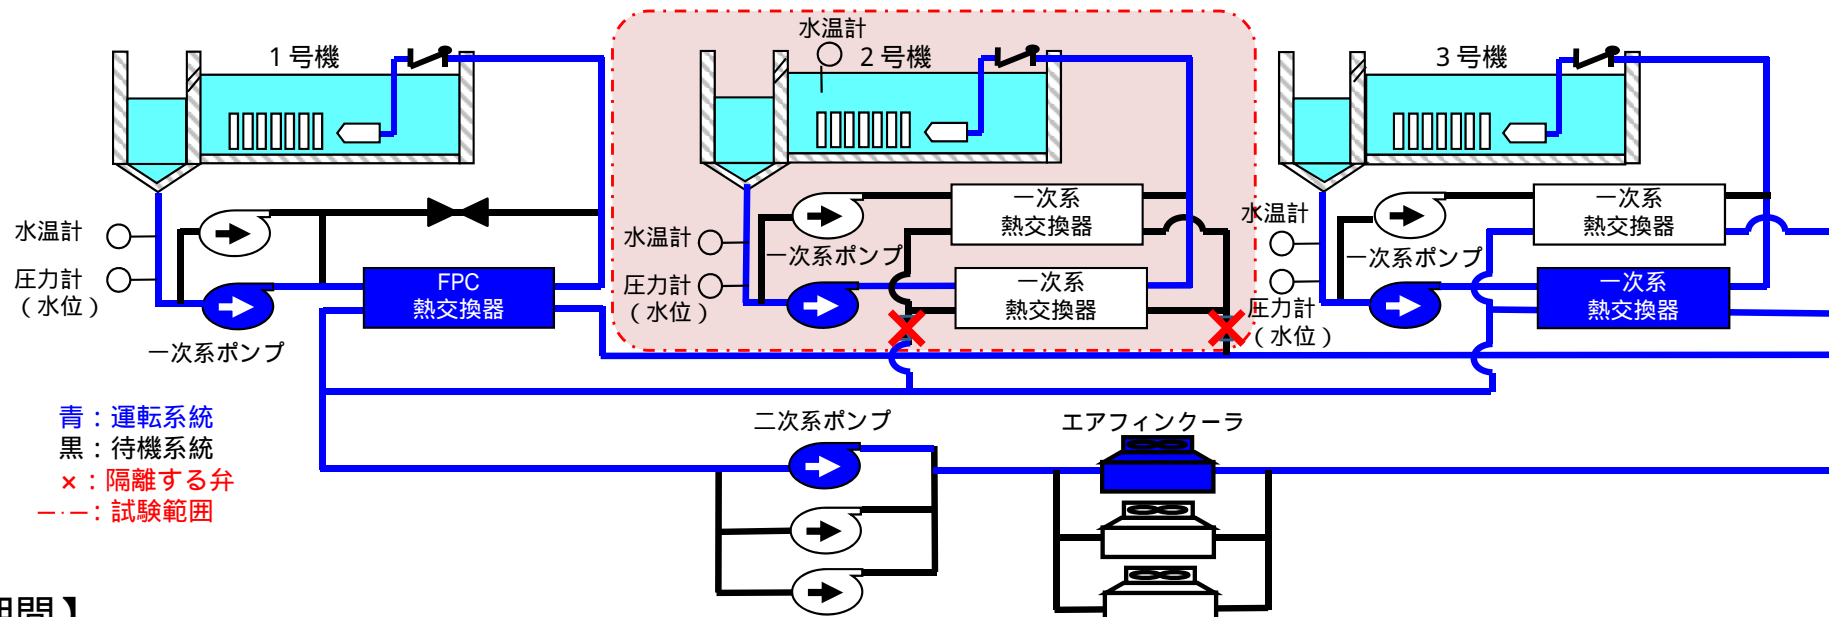 水温計
1号機
2号機
3号機
水温計
圧力計
（水位）
一次系ポンプ
FPC
熱交換器
水温計
圧力計
（水位）
一次系ポンプ
一次系
熱交換器
一次系
熱交換器
水温計
圧力計
（水位）
一次系ポンプ
一次系
熱交換器
一次系
熱交換器
青：運転系統
黒：待機系統
×：隔離する弁
－・－：試験範囲
二次系ポンプ
エアフィンクーラ